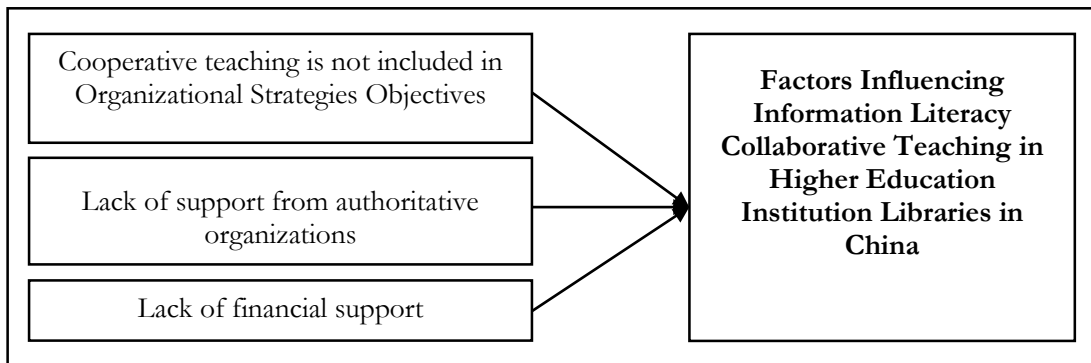 Cooperative teaching is not included in
Organizational Strategies Objectives
Lack of support from authoritative
organizations
Lack of financial support
Factors Influencing
Information Literacy
Collaborative Teaching in
Higher Education
Institution Libraries in
China